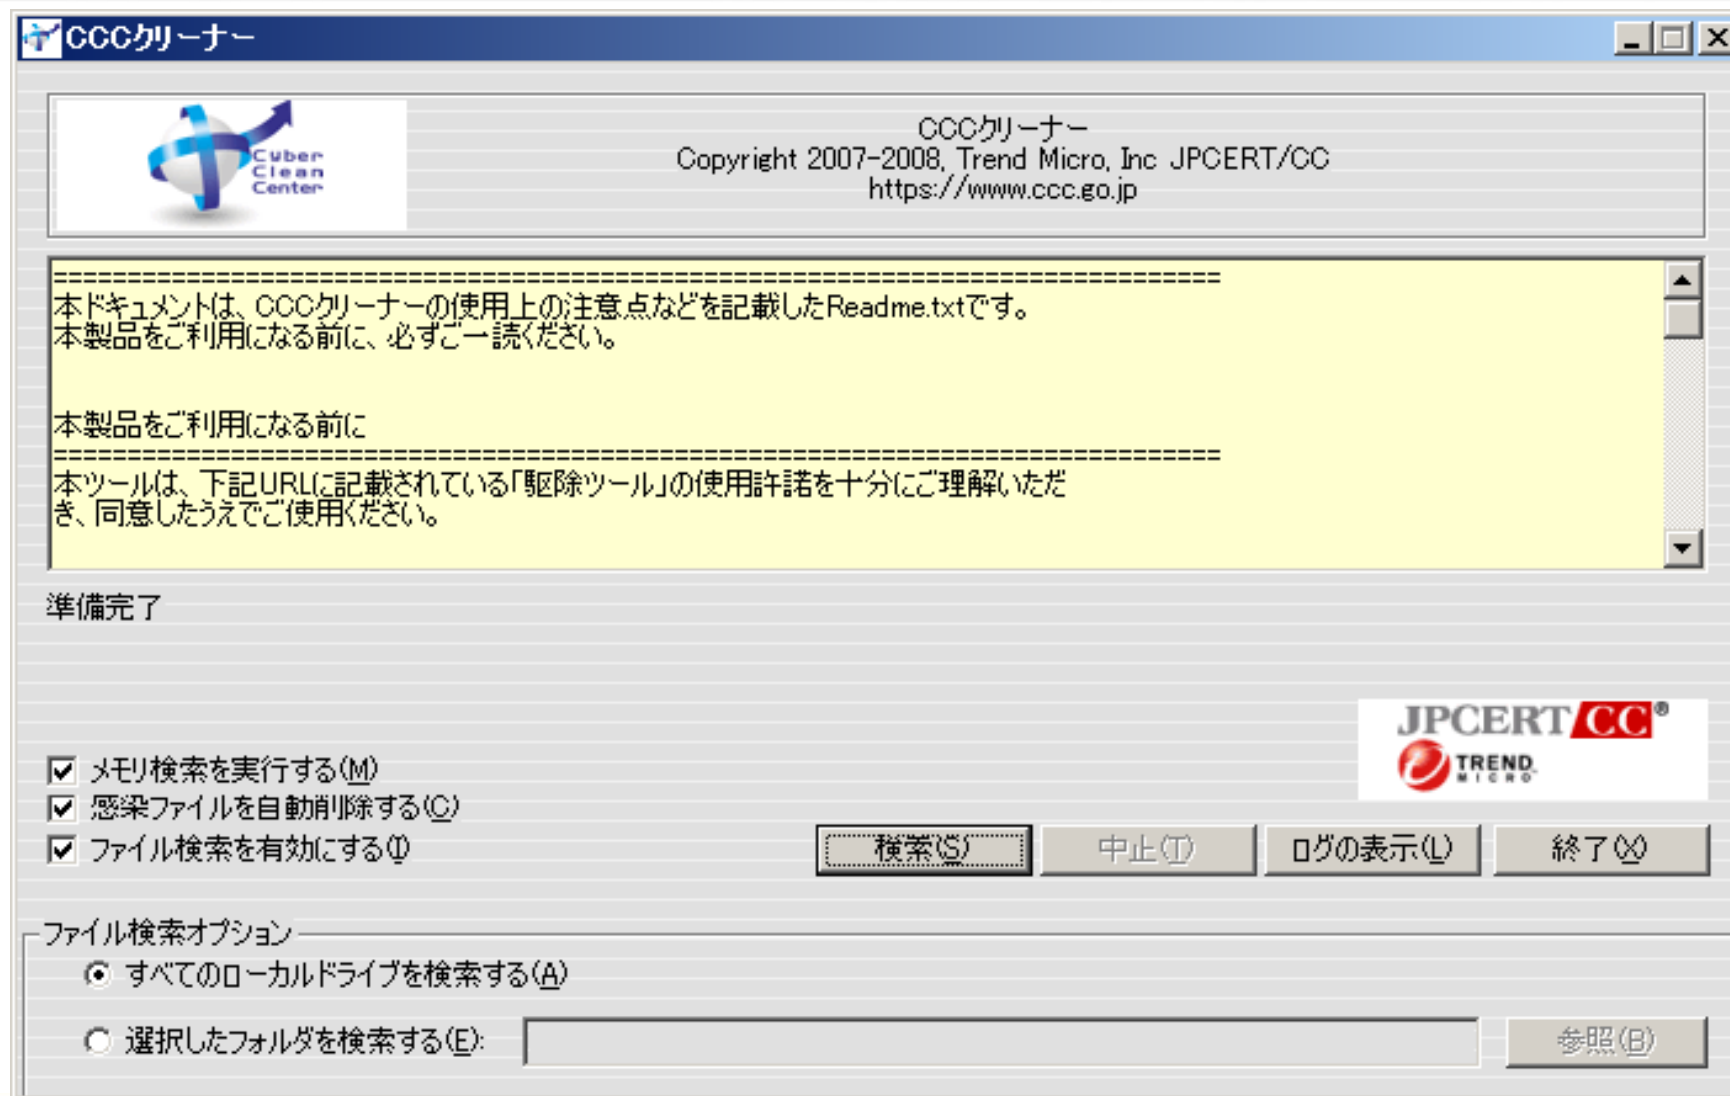 CCCクリーナー
Cyber
Clean
Center
CCCクリーナー
Copyright 2007-2008, Trend Micro, Inc JPCERT/CC
https://www.ccc.go.jp
===============================================================================
本ドキュメントは、CCCクリーナーの使用上の注意点などを記載したReadme.txtです。
本製品をご利用になる前に、必ずご一読ください。
本製品をご利用になる前に
===============================================================================
本ツールは、下記URLに記載されている「駆除ツール」の使用許諾を十分にご理解いただ
き、同意したうえでご使用ください。
準備完了
JPCERT/CC®
TREND
MICRO
メモリ検索を実行する(M)
感染ファイルを自動削除する(C)
ファイル検索を有効にする(I)
検索(S) 中止(T) ログの表示(L) 終了(X)
ファイル検索オプション
すべてのローカルドライブを検索する(A)
選択したフォルダを検索する(E): 参照(B)